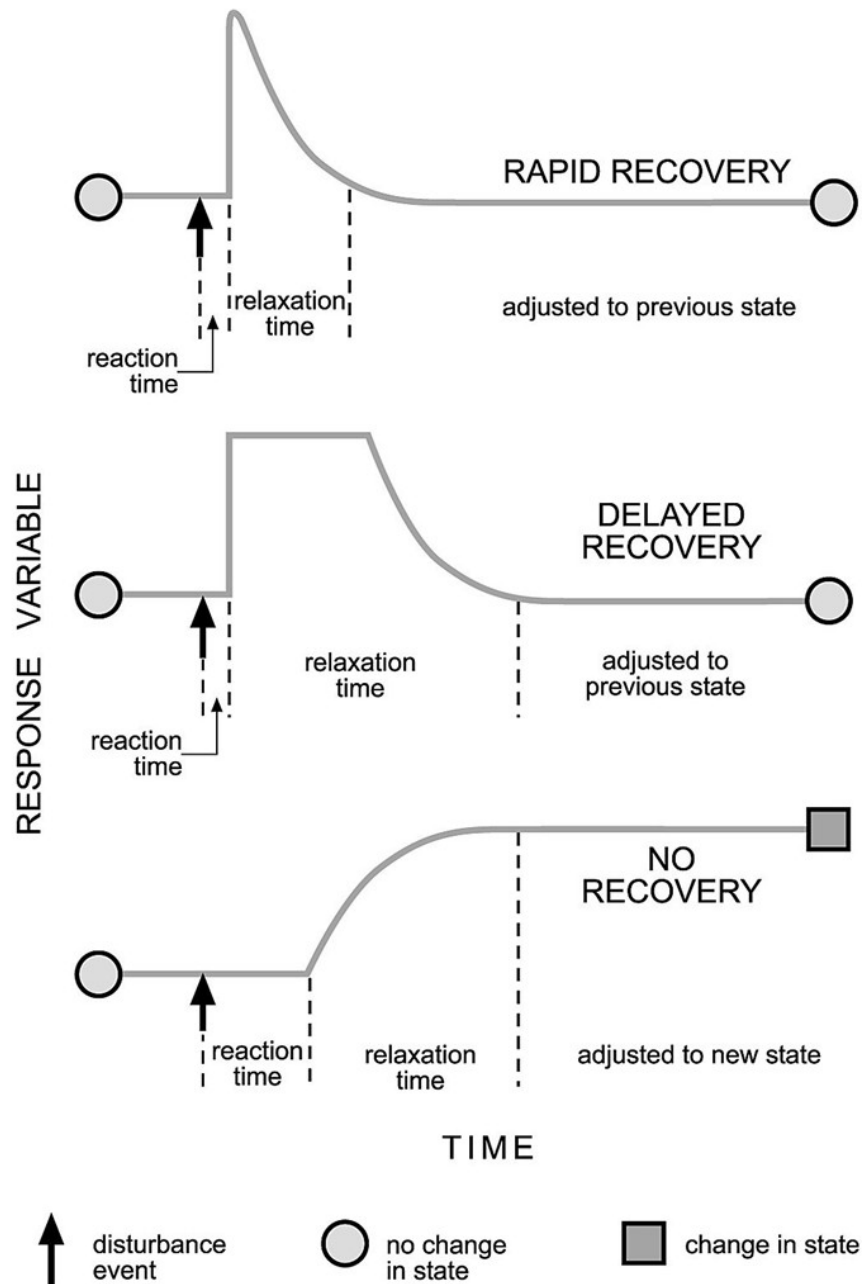 RAPID RECOVERY
relaxation
time
adjusted to previous state
reaction
time
RESPONSE VARIABLE
DELAYED
RECOVERY
relaxation
time
adjusted to
previous state
reaction
time
NO
RECOVERY
reaction
time
relaxation
time
adjusted to new state
TIME
disturbance
event
no change
in state
change in state